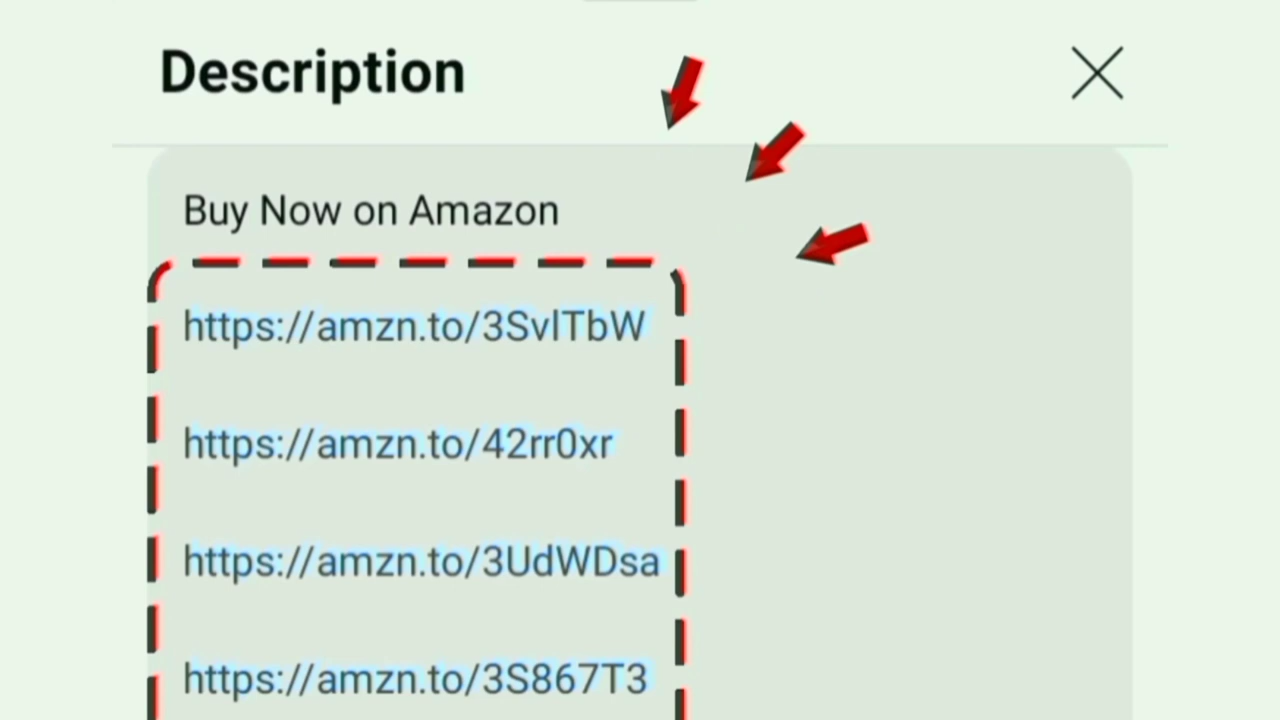 Description
Buy Now on Amazon
https://amzn.to/3SvlTbW
https://amzn.to/42rr0xr
https://amzn.to/3UdWDsa
https://amzn.to/3S867T3